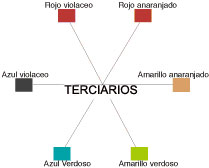 Rojo violaceo
Rojo anaranjado
Azul violaceo
Amarillo anaranjado
TERCIARIOS
Azul Verdoso
Amarillo verdoso